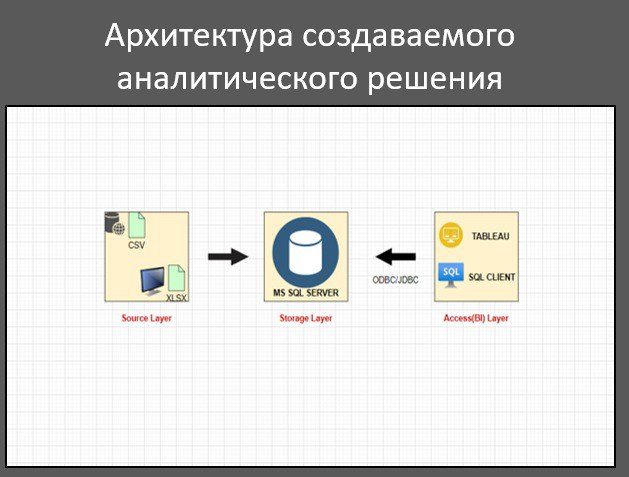 Архитектура создаваемого
аналитического решения
CSV
XLSX
Source Layer
MS SQL SERVER
Storage Layer
ODBC/JDBC
TABLEAU
SQL
SQL CLIENT
Access(BI) Layer